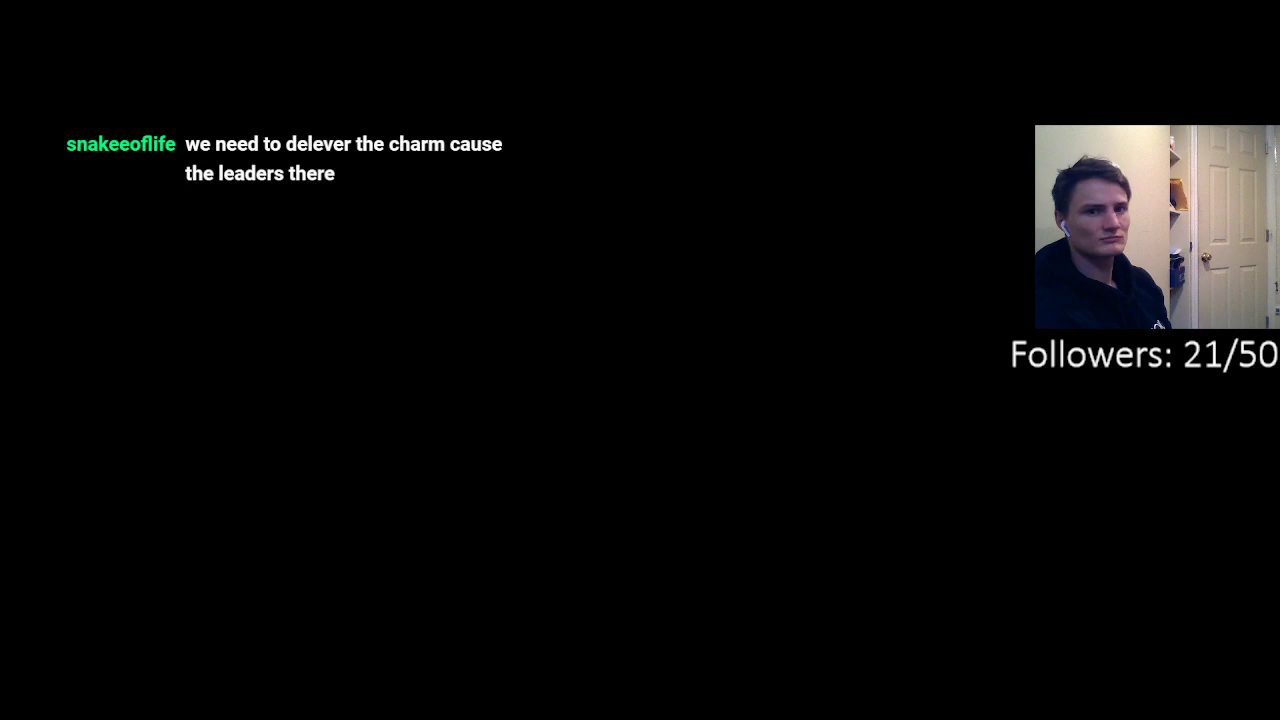 snakeeoflife we need to delever the charm cause
the leaders there
Followers: 21/50